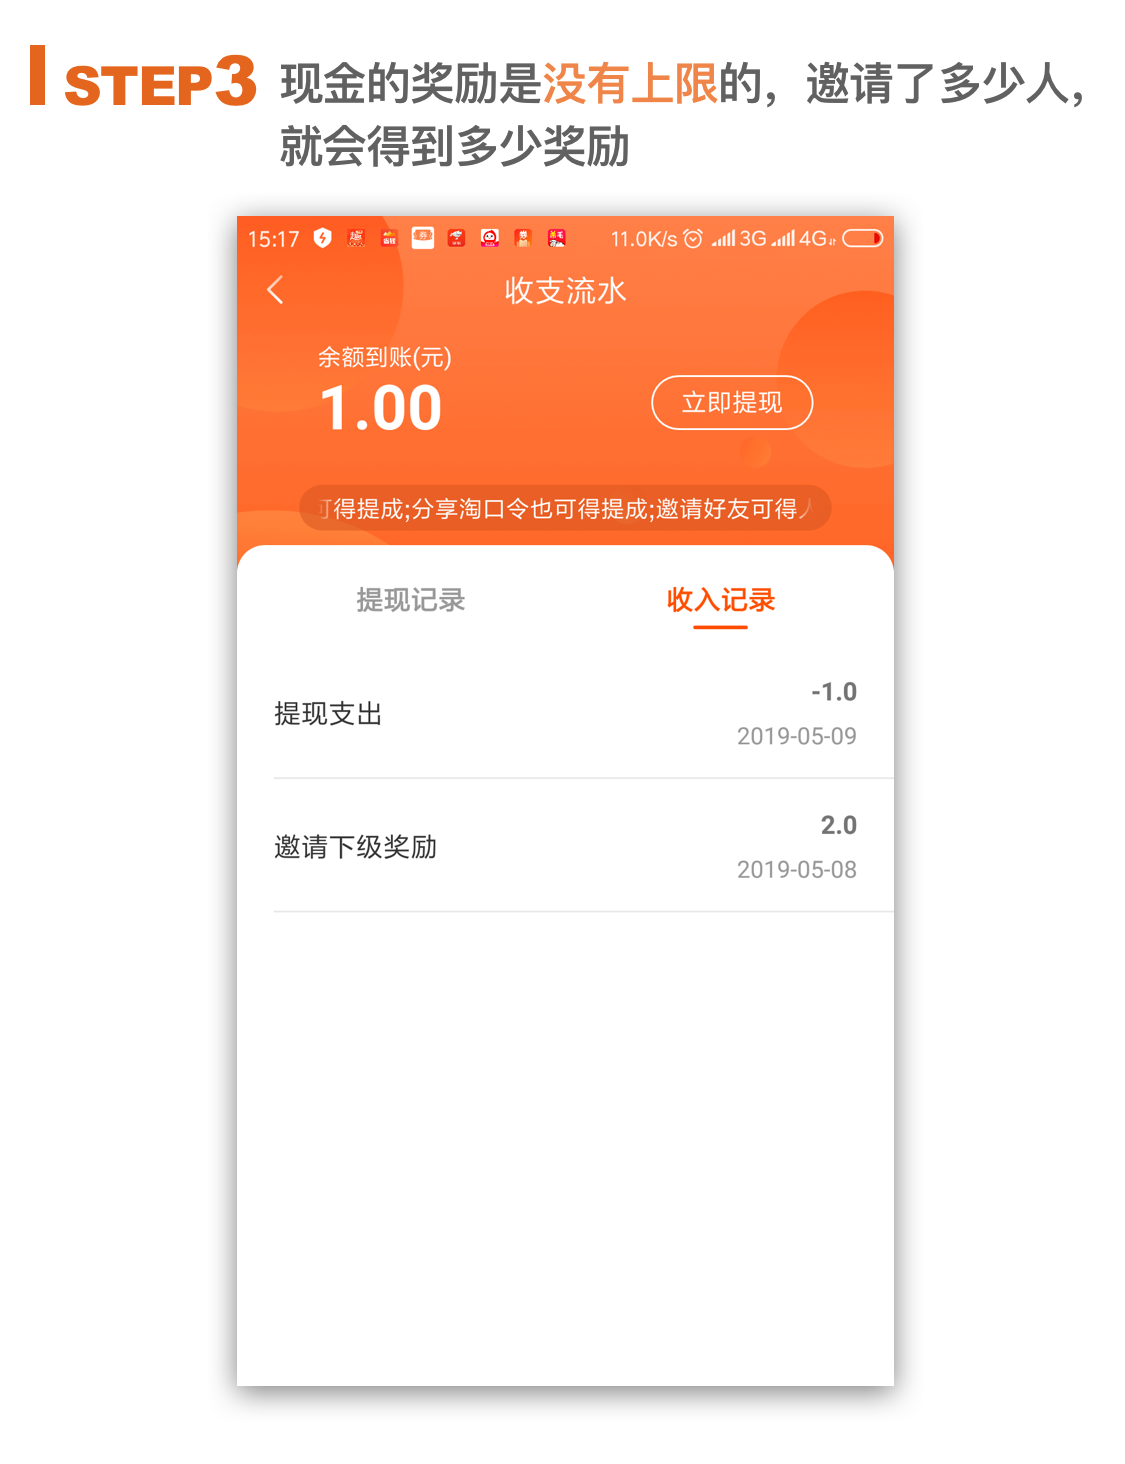 STEP3 现金的奖励是没有上限的，邀请了多少人，
就会得到多少奖励
15:17 11.0K/s 3G 4G
收支流水
余额到账(元)
1.00
立即提现
可得提成;分享淘口令也可得提成;邀请好友可得
提现记录 收入记录
-1.0
提现支出
2019-05-09
2.0
邀请下级奖励
2019-05-08